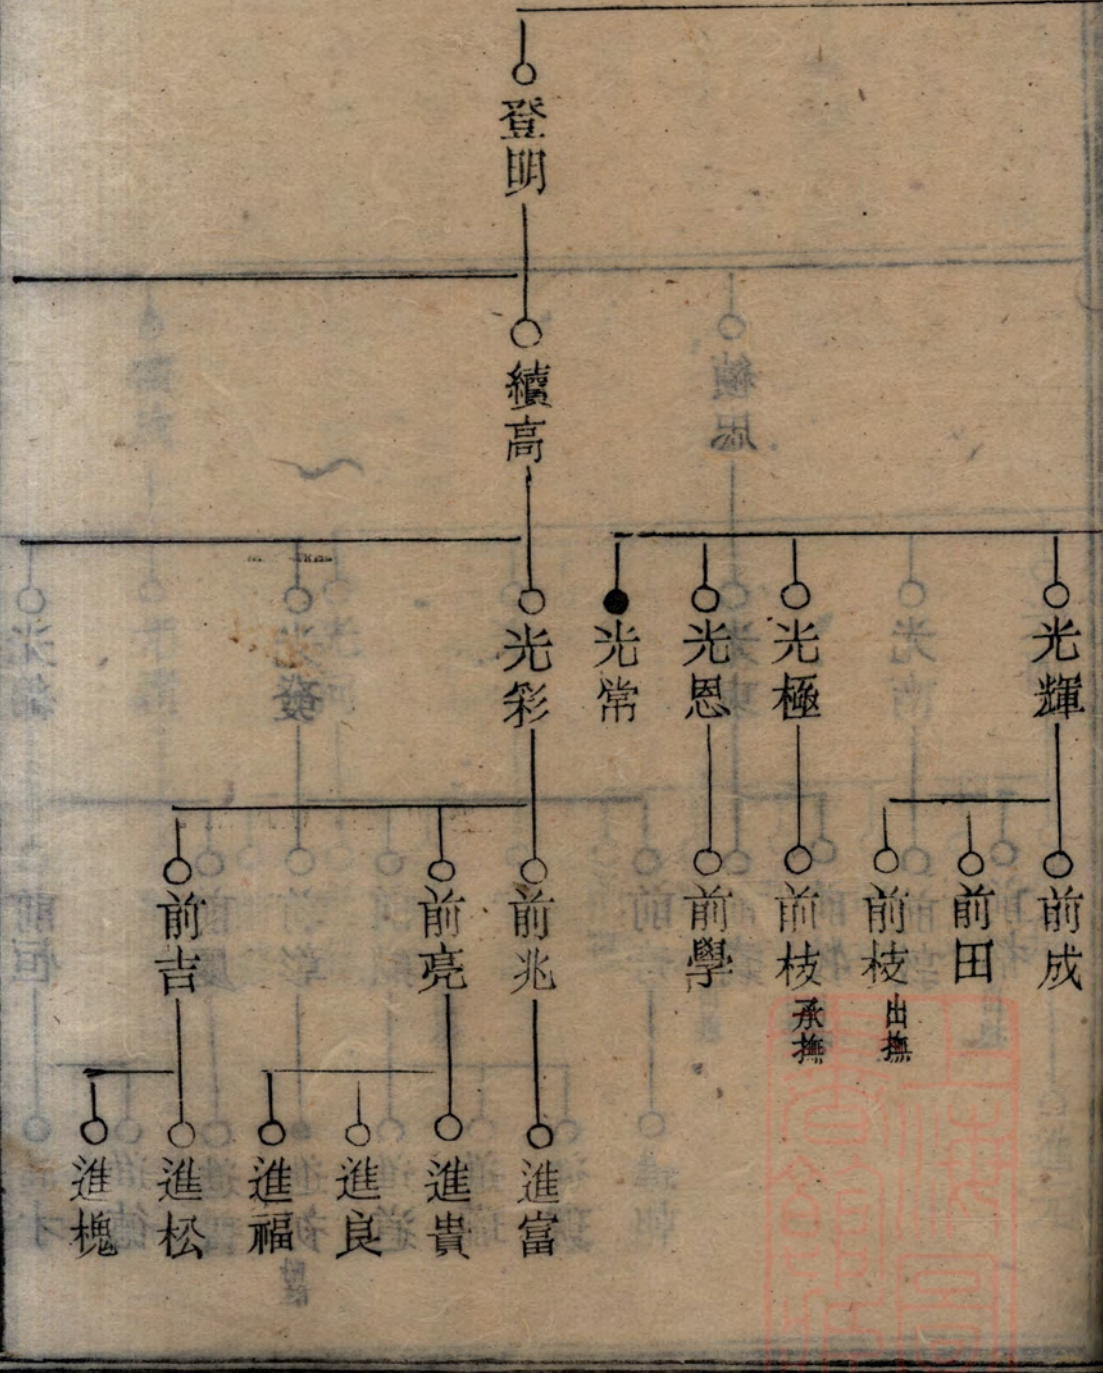 登明
續高
光輝
光極
光恩
光常
光彩
前成
前田
前枝 出撫
前枝 承撫
前學
前兆
前亮
前吉
進富
進貴
進良
進福
進松
進槐